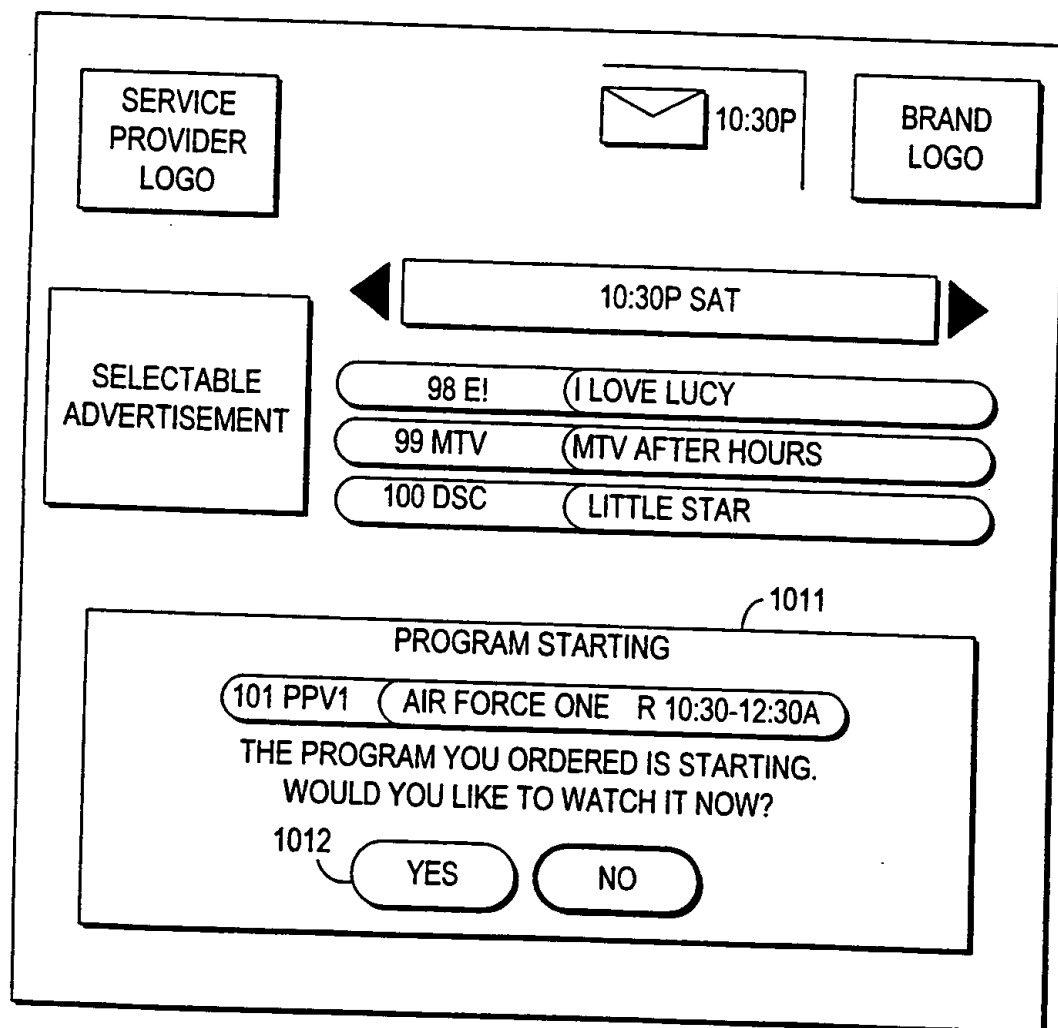 SERVICE
PROVIDER
LOGO
10:30P
BRAND
LOGO
10:30P SAT
SELECTABLE
ADVERTISEMENT
98 E! I LOVE LUCY
99 MTV MTV AFTER HOURS
100 DSC LITTLE STAR
1011
PROGRAM STARTING
101 PPV1 AIR FORCE ONE R 10:30-12:30A
THE PROGRAM YOU ORDERED IS STARTING.
WOULD YOU LIKE TO WATCH IT NOW?
1012
YES NO